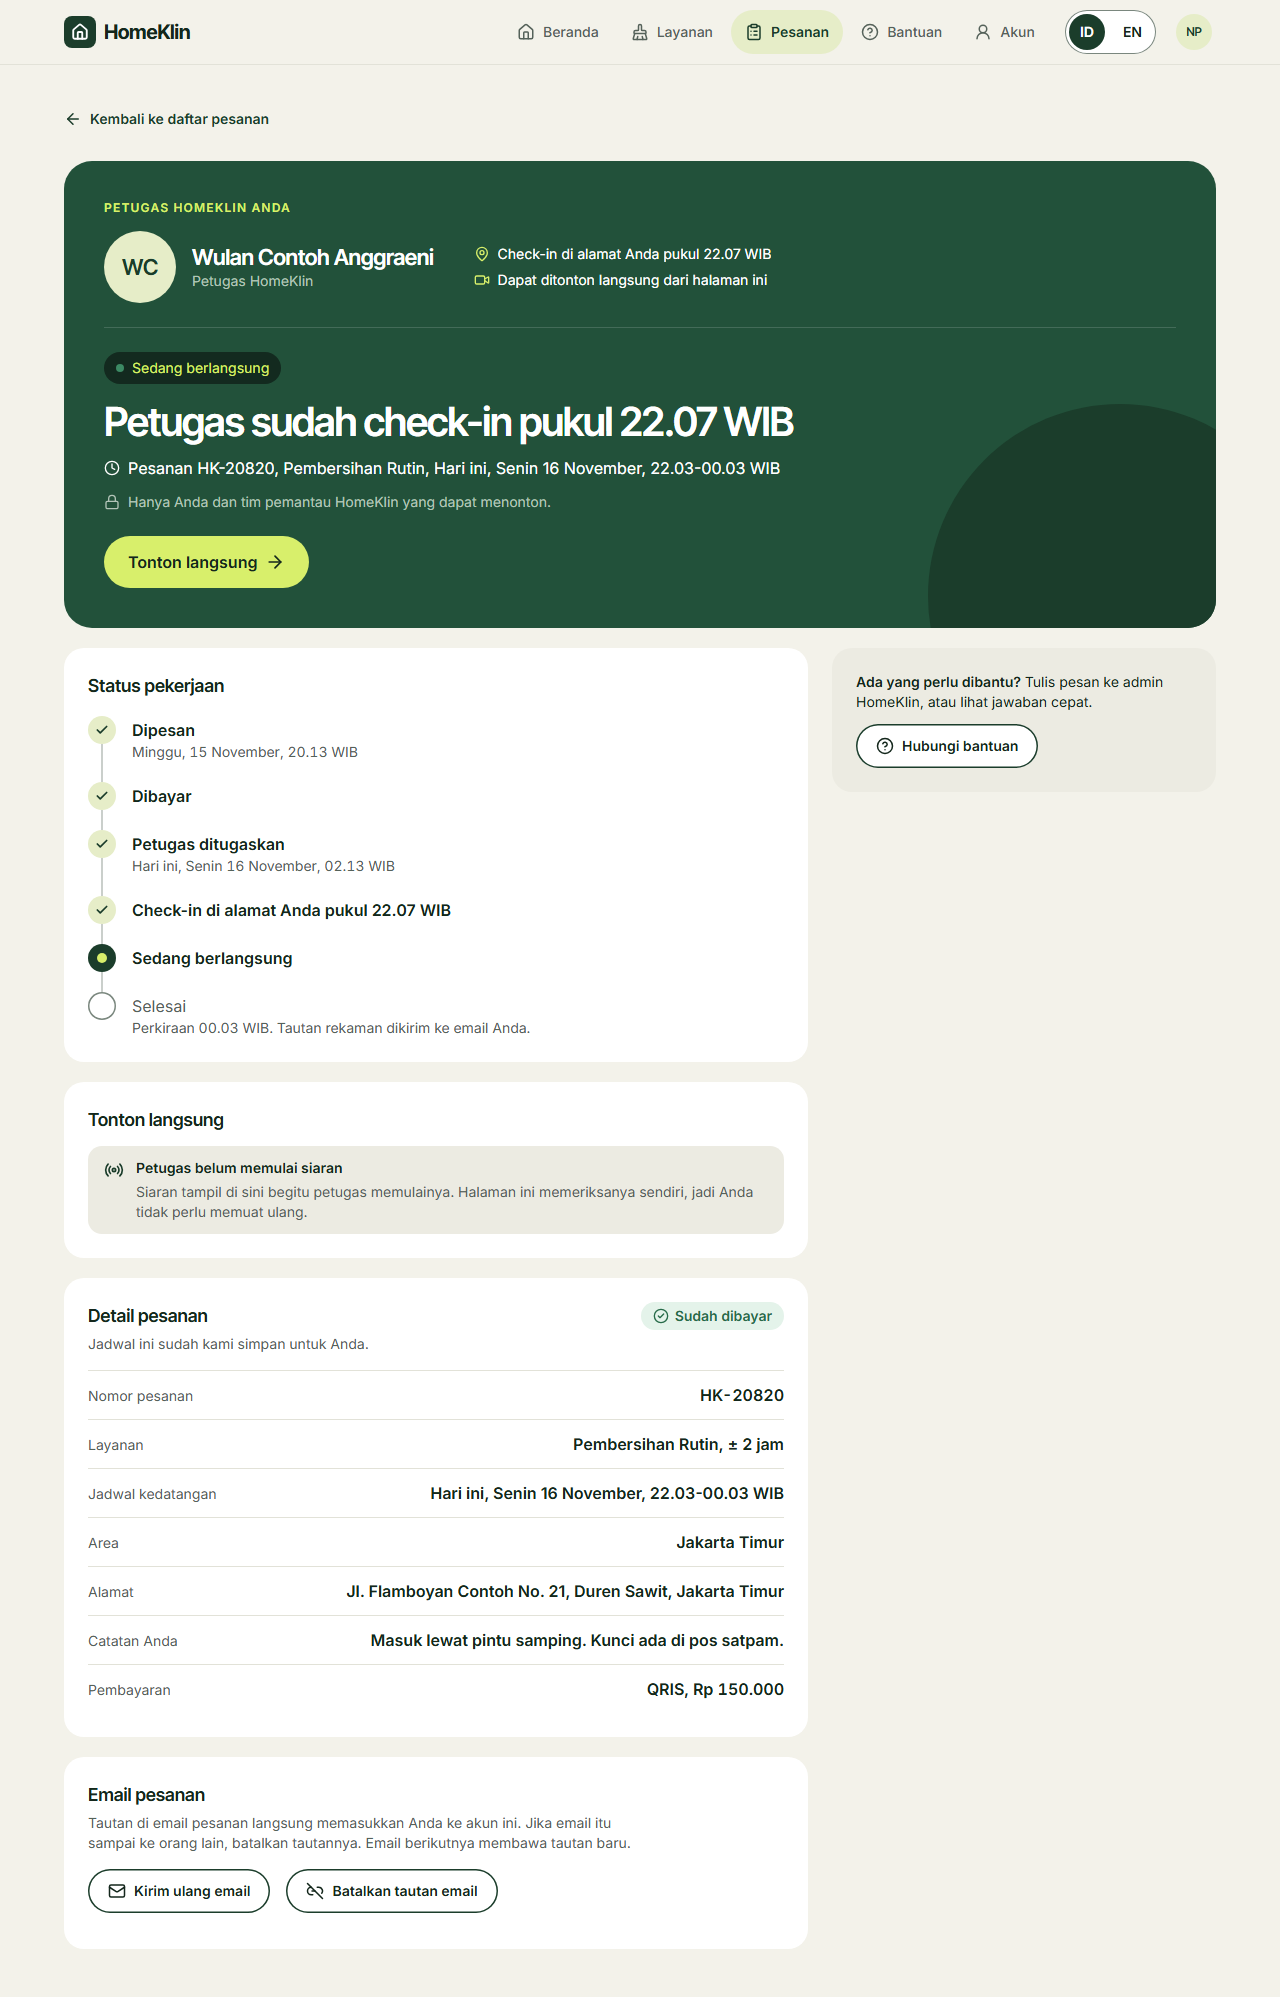 HomeKlin
Beranda
Layanan
Pesanan
Bantuan
Akun
ID
EN
NP
Kembali ke daftar pesanan
PETUGAS HOMEKLIN ANDA
WC
Wulan Contoh Anggraeni
Petugas HomeKlin
Check-in di alamat Anda pukul 22.07 WIB
Dapat ditonton langsung dari halaman ini
Sedang berlangsung
Petugas sudah check-in pukul 22.07 WIB
Pesanan HK-20820, Pembersihan Rutin, Hari ini, Senin 16 November, 22.03-00.03 WIB
Hanya Anda dan tim pemantau HomeKlin yang dapat menonton.
Tonton langsung
Status pekerjaan
Dipesan
Minggu, 15 November, 20.13 WIB
Dibayar
Petugas ditugaskan
Hari ini, Senin 16 November, 02.13 WIB
Check-in di alamat Anda pukul 22.07 WIB
Sedang berlangsung
Selesai
Perkiraan 00.03 WIB. Tautan rekaman dikirim ke email Anda.
Ada yang perlu dibantu? Tulis pesan ke admin
HomeKlin, atau lihat jawaban cepat.
Hubungi bantuan
Tonton langsung
Petugas belum memulai siaran
Siaran tampil di sini begitu petugas memulainya. Halaman ini memeriksanya sendiri, jadi Anda
tidak perlu memuat ulang.
Detail pesanan
Sudah dibayar
Jadwal ini sudah kami simpan untuk Anda.
Nomor pesanan
HK-20820
Layanan
Pembersihan Rutin, ± 2 jam
Jadwal kedatangan
Hari ini, Senin 16 November, 22.03-00.03 WIB
Area
Jakarta Timur
Alamat
Jl. Flamboyan Contoh No. 21, Duren Sawit, Jakarta Timur
Catatan Anda
Masuk lewat pintu samping. Kunci ada di pos satpam.
Pembayaran
QRIS, Rp 150.000
Email pesanan
Tautan di email pesanan langsung memasukkan Anda ke akun ini. Jika email itu
sampai ke orang lain, batalkan tautannya. Email berikutnya membawa tautan baru.
Kirim ulang email
Batalkan tautan email